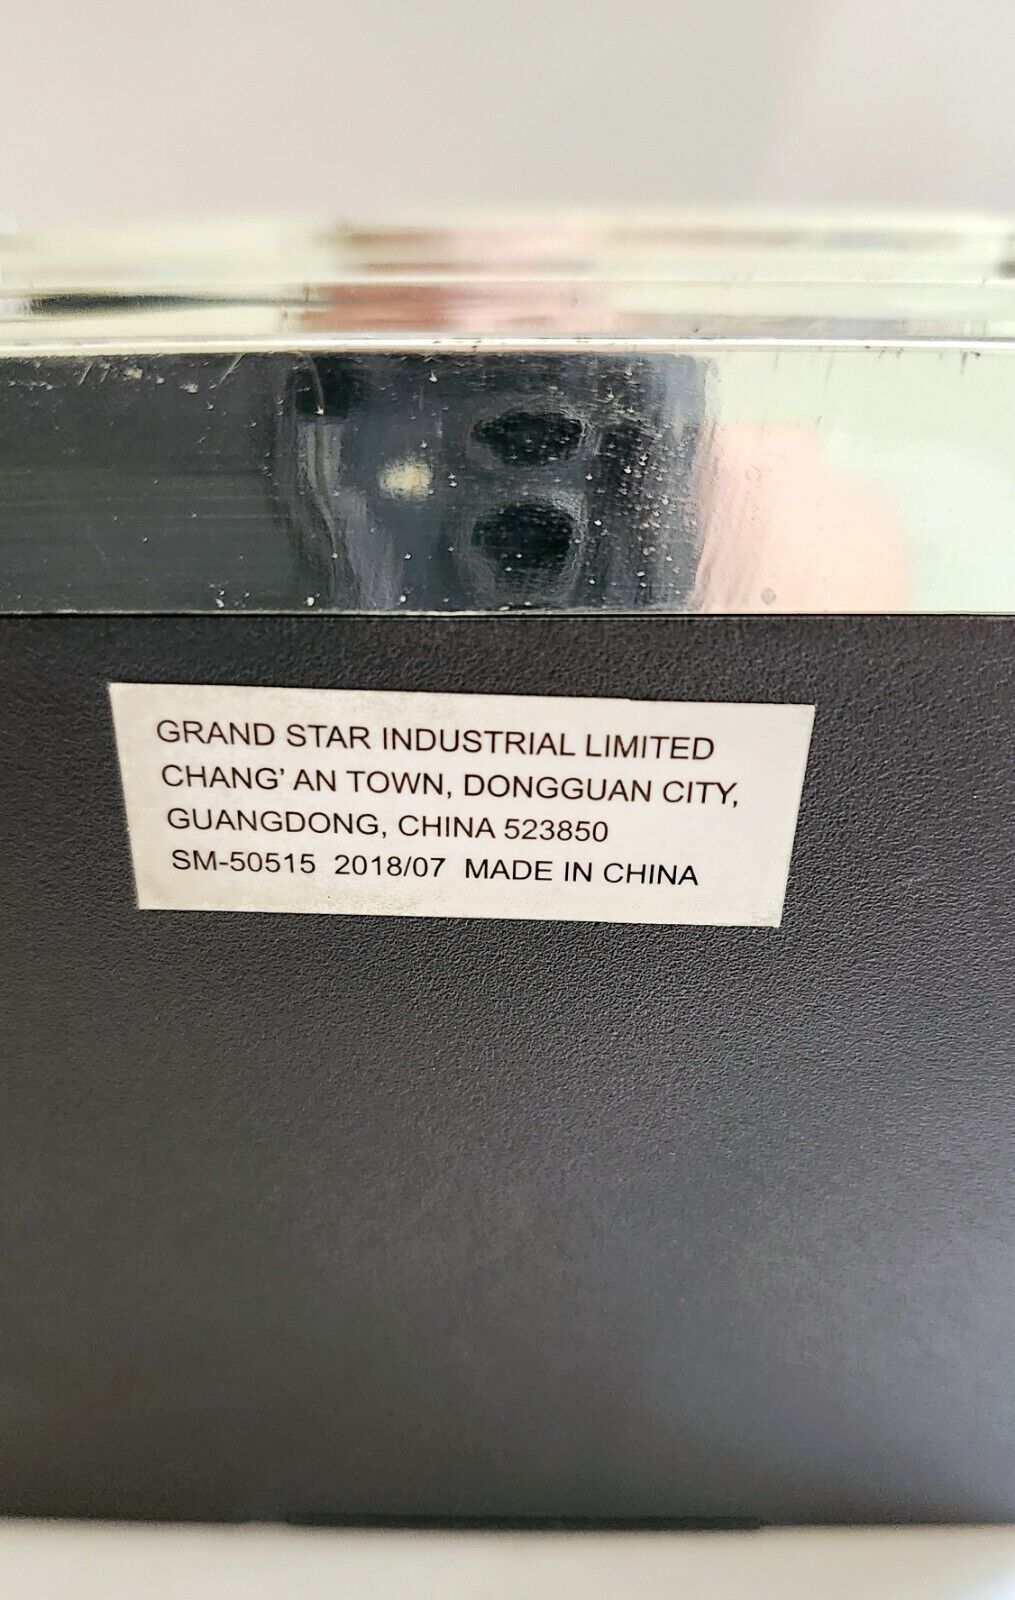 GRAND STAR INDUSTRIAL LIMITED
CHANG' AN TOWN, DONGGUAN CITY,
GUANGDONG, CHINA 523850
SM-50515 2018/07 MADE IN CHINA